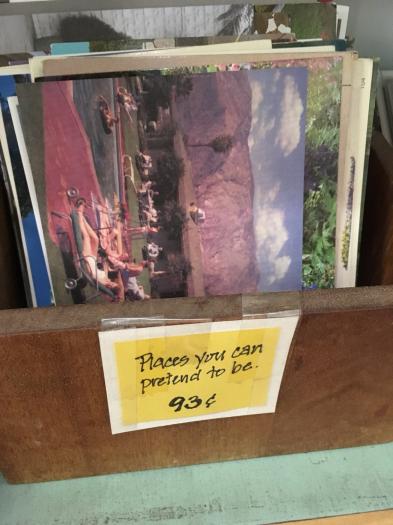 Places you can
pretend to be.
93¢